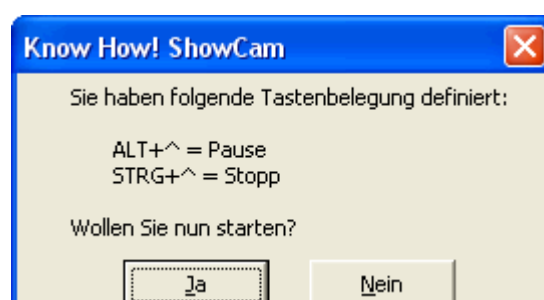 Know How! ShowCam
Sie haben folgende Tastenbelegung definiert:
ALT+^ = Pause
STRG+^ = Stopp
Wollen Sie nun starten?
Ja Nein